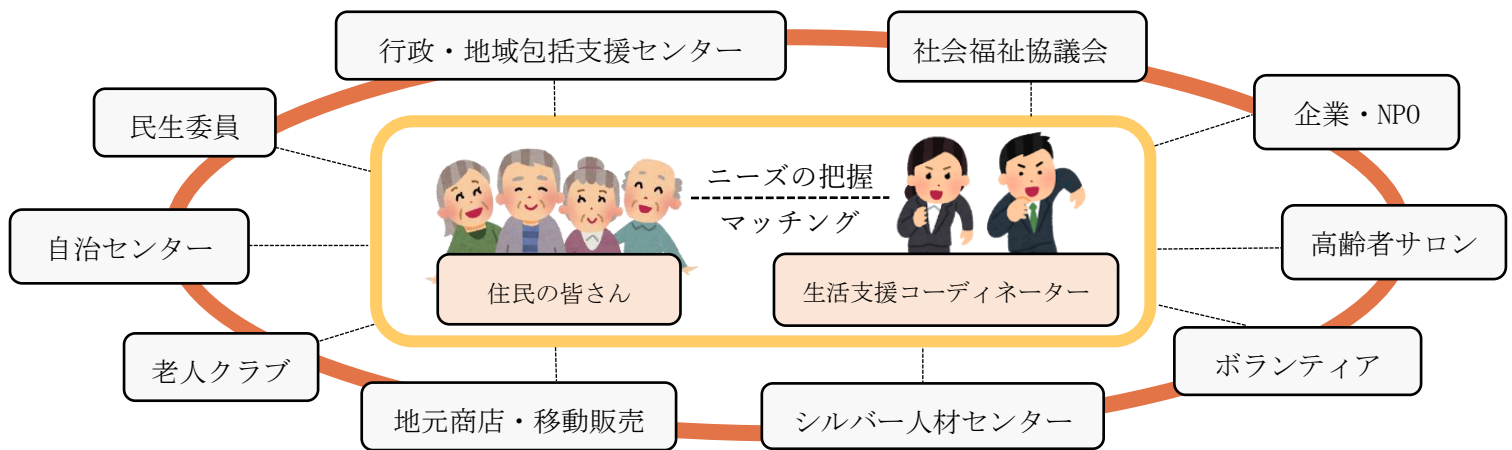 行政・地域包括支援センター
社会福祉協議会
民生委員
企業・NPO
ニーズの把握
マッチング
自治センター
高齢者サロン
住民の皆さん
生活支援コーディネーター
老人クラブ
ボランティア
地元商店・移動販売
シルバー人材センター